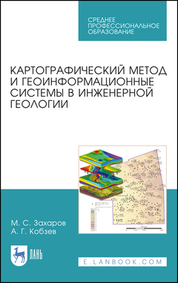 СРЕДНЕЕ
ПРОФЕССИОНАЛЬНОЕ
ОБРАЗОВАНИЕ
КАРТОГРАФИЧЕСКИЙ МЕТОД
И ГЕОИНФОРМАЦИОННЫЕ
СИСТЕМЫ В ИНЖЕНЕРНОЙ
ГЕОЛОГИИ
М. С. Захаров
А. Г. Кобзев
ЛАНЬ
E.LANBOOK.COM